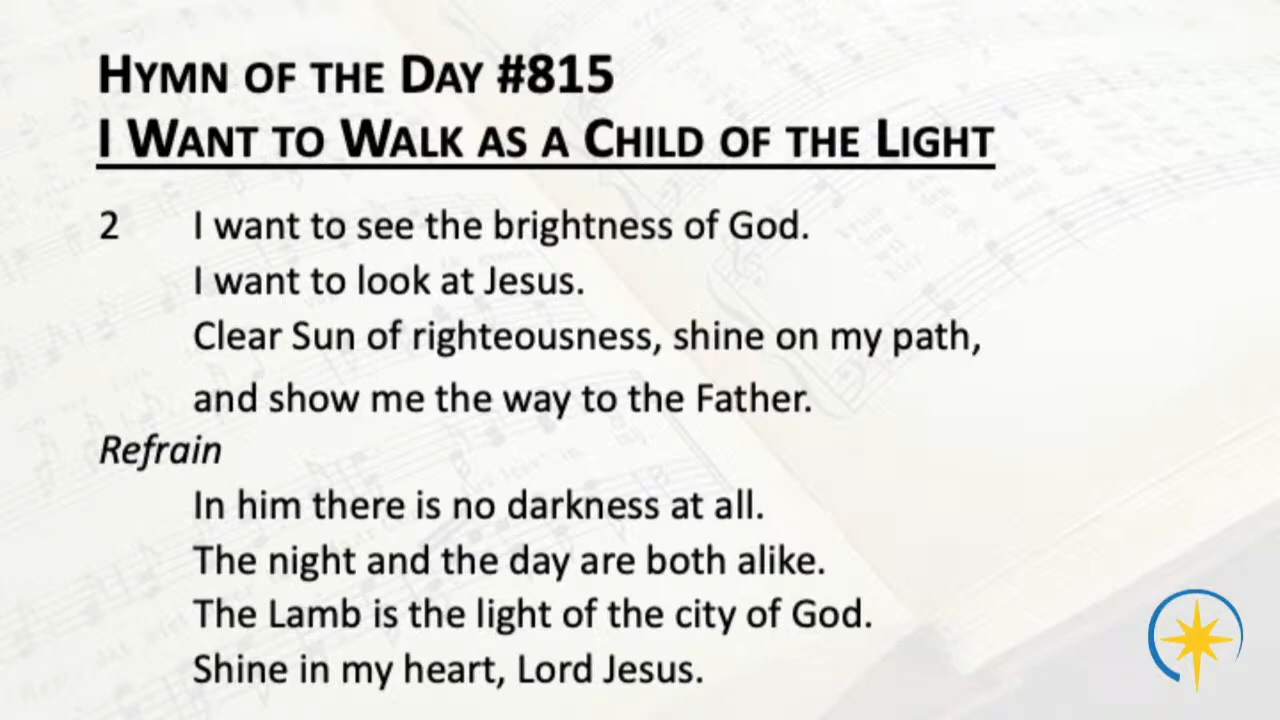 HYMN OF THE DAY #815
I WANT TO WALK AS A CHILD OF THE LIGHT
2 I want to see the brightness of God.
I want to look at Jesus.
Clear Sun of righteousness, shine on my path,
and show me the way to the Father.
Refrain
In him there is no darkness at all.
The night and the day are both alike.
The Lamb is the light of the city of God.
Shine in my heart, Lord Jesus.